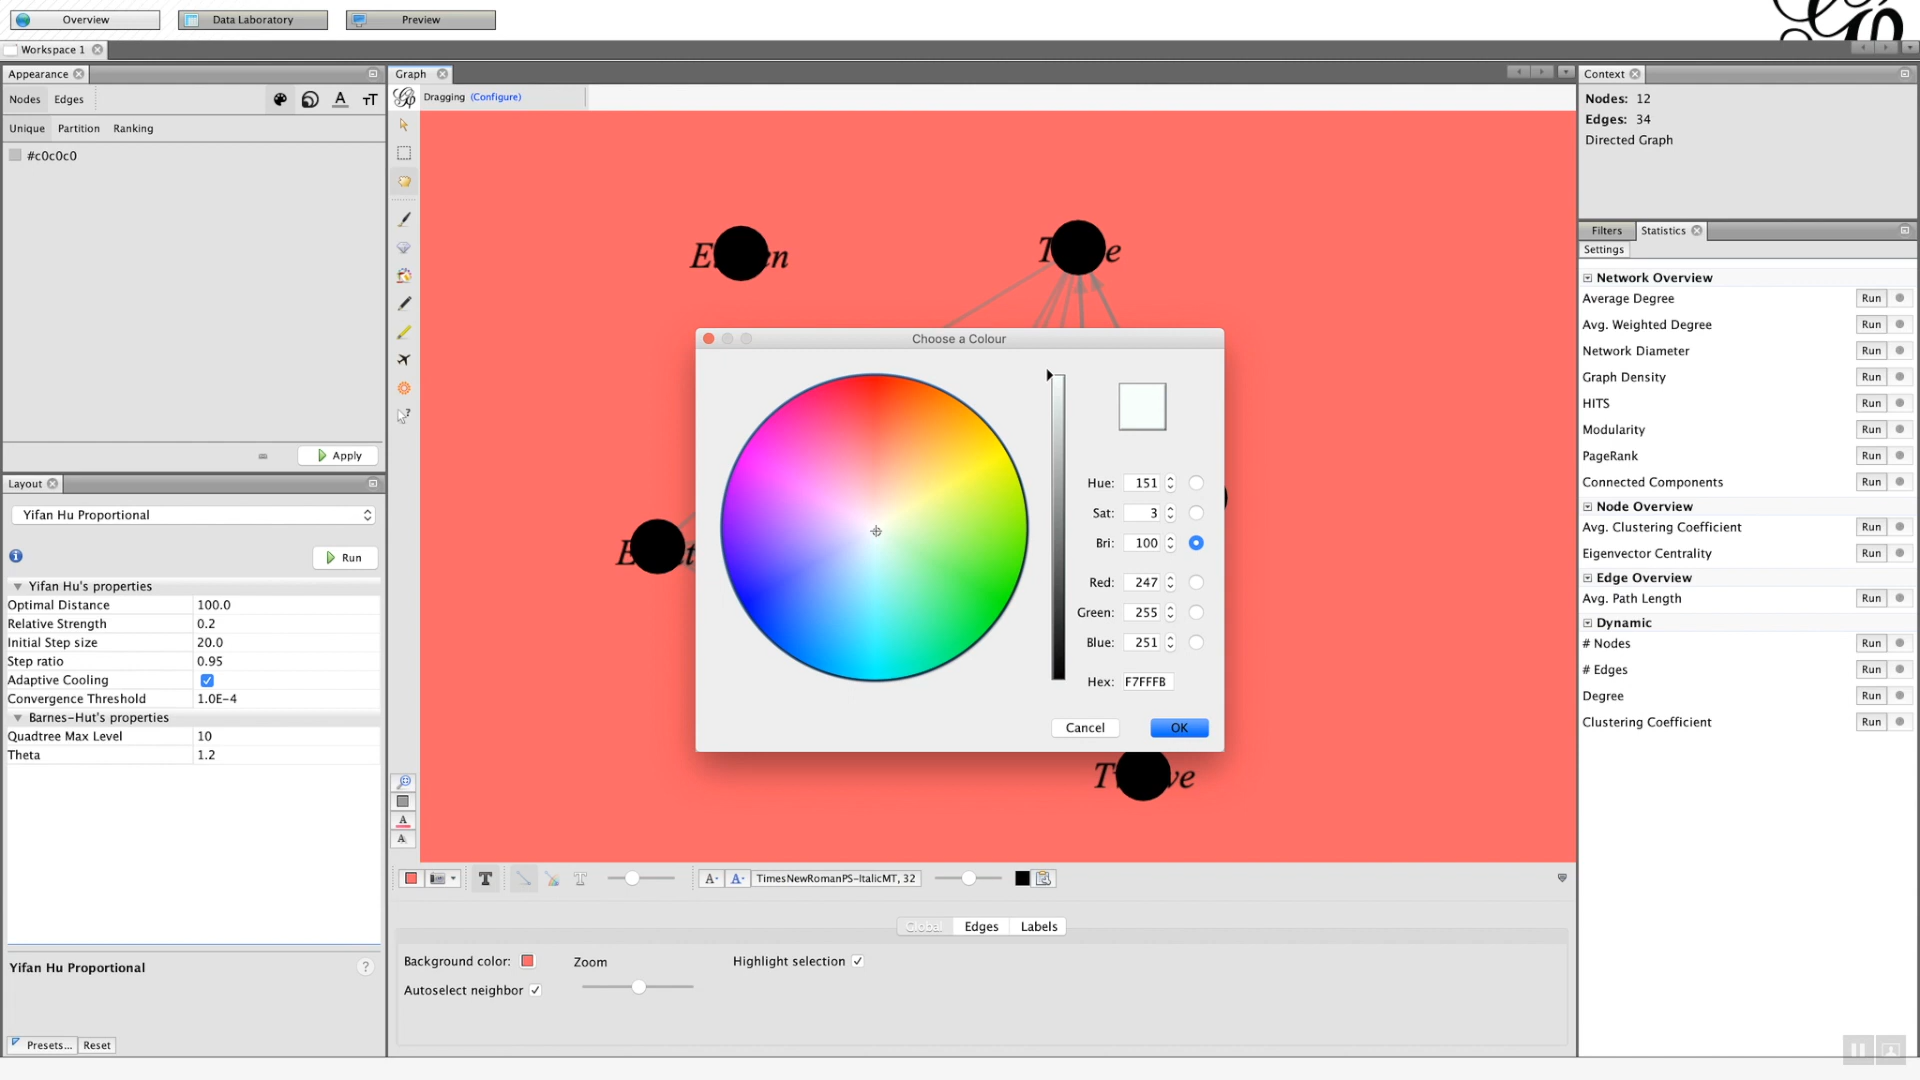 Overview
Data Laboratory
Preview
Workspace 1
Appearance
Nodes
Edges
A
TT
Unique
Partition
Ranking
#c0c0c0
Apply
Layout
Yifan Hu Proportional
Run
Yifan Hu's properties
Optimal Distance 100.0
Relative Strength 0.2
Initial Step size 20.0
Step ratio 0.95
Adaptive Cooling
Convergence Threshold 1.0E-4
Barnes-Hut's properties
Quadtree Max Level 10
Theta 1.2
Yifan Hu Proportional
?
Presets...
Reset
Graph
Dragging (Configure)
Choose a Colour
Hue: 151
Sat: 3
Bri: 100
Red: 247
Green: 255
Blue: 251
Hex: F7FFFB
Cancel
OK
T
T
A-
A-
TimesNewRomanPS-ItalicMT, 32
Global
Edges
Labels
Background color:
Zoom
Highlight selection
Autoselect neighbor
Context
Nodes: 12
Edges: 34
Directed Graph
Filters
Statistics
Settings
Network Overview
Average Degree Run
Avg. Weighted Degree Run
Network Diameter Run
Graph Density Run
HITS Run
Modularity Run
PageRank Run
Connected Components Run
Node Overview
Avg. Clustering Coefficient Run
Eigenvector Centrality Run
Edge Overview
Avg. Path Length Run
Dynamic
# Nodes Run
# Edges Run
Degree Run
Clustering Coefficient Run